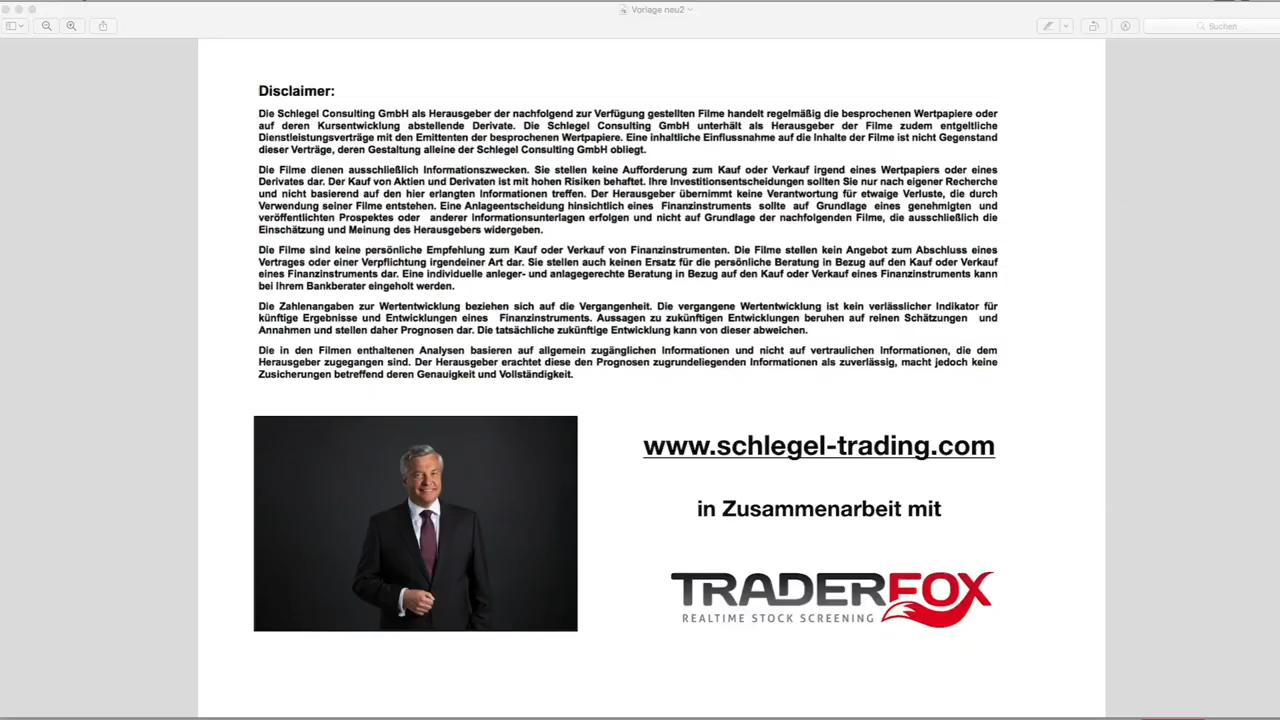 Vorlage neu2
Suchen
Disclaimer:
Die Schlegel Consulting GmbH als Herausgeber der nachfolgend zur Verfügung gestellten Filme handelt regelmäßig die besprochenen Wertpapiere oder
auf deren Kursentwicklung abstellende Derivate. Die Schlegel Consulting GmbH unterhält als Herausgeber der Filme zudem entgeltliche
Dienstleistungsverträge mit den Emittenten der besprochenen Wertpapiere. Eine inhaltliche Einflussnahme auf die Inhalte der Filme ist nicht Gegenstand
dieser Verträge, deren Gestaltung alleine der Schlegel Consulting GmbH obliegt.
Die Filme dienen ausschließlich Informationszwecken. Sie stellen keine Aufforderung zum Kauf oder Verkauf irgend eines Wertpapiers oder eines
Derivates dar. Der Kauf von Aktien und Derivaten ist mit hohen Risiken behaftet. Ihre Investitionsentscheidungen sollten Sie nur nach eigener Recherche
und nicht basierend auf den hier erlangten Informationen treffen. Der Herausgeber übernimmt keine Verantwortung für etwaige Verluste, die durch
Verwendung seiner Filme entstehen. Eine Anlageentscheidung hinsichtlich eines Finanzinstruments sollte auf Grundlage eines genehmigten und
veröffentlichten Prospektes oder anderer Informationsunterlagen erfolgen und nicht auf Grundlage der nachfolgenden Filme, die ausschließlich die
Einschätzung und Meinung des Herausgebers widergeben.
Die Filme sind keine persönliche Empfehlung zum Kauf oder Verkauf von Finanzinstrumenten. Die Filme stellen kein Angebot zum Abschluss eines
Vertrages oder einer Verpflichtung irgendeiner Art dar. Sie stellen auch keinen Ersatz für die persönliche Beratung in Bezug auf den Kauf oder Verkauf
eines Finanzinstruments dar. Eine individuelle anleger- und anlagegerechte Beratung in Bezug auf den Kauf oder Verkauf eines Finanzinstruments kann
bei Ihrem Bankberater eingeholt werden.
Die Zahlenangaben zur Wertentwicklung beziehen sich auf die Vergangenheit. Die vergangene Wertentwicklung ist kein verlässlicher Indikator für
künftige Ergebnisse und Entwicklungen eines Finanzinstruments. Aussagen zu zukünftigen Entwicklungen beruhen auf reinen Schätzungen und
Annahmen und stellen daher Prognosen dar. Die tatsächliche zukünftige Entwicklung kann von dieser abweichen.
Die in den Filmen enthaltenen Analysen basieren auf allgemein zugänglichen Informationen und nicht auf vertraulichen Informationen, die dem
Herausgeber zugegangen sind. Der Herausgeber erachtet diese den Prognosen zugrundeliegenden Informationen als zuverlässig, macht jedoch keine
Zusicherungen betreffend deren Genauigkeit und Vollständigkeit.
www.schlegel-trading.com
in Zusammenarbeit mit
TRADERFOX
REALTIME STOCK SCREENING